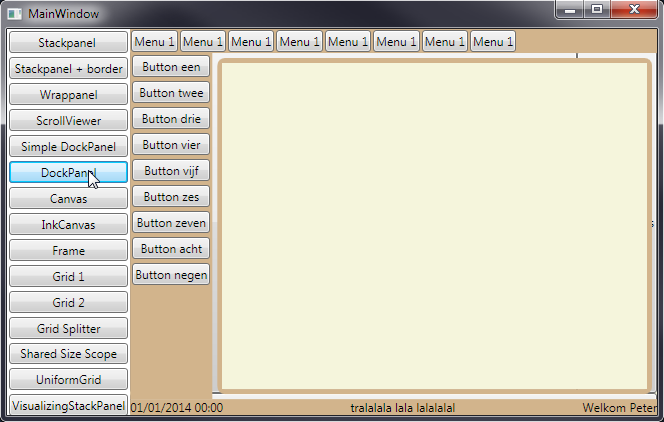 MainWindow
Stackpanel
Stackpanel + border
Wrappanel
ScrollViewer
Simple DockPanel
DockPanel
Canvas
InkCanvas
Frame
Grid 1
Grid 2
Grid Splitter
Shared Size Scope
UniformGrid
VisualizingStackPanel
Menu 1 Menu 1 Menu 1 Menu 1 Menu 1 Menu 1 Menu 1 Menu 1
Button een
Button twee
Button drie
Button vier
Button vijf
Button zes
Button zeven
Button acht
Button negen
s
01/01/2014 00:00 tralalala lala lalalalal Welkom Peter